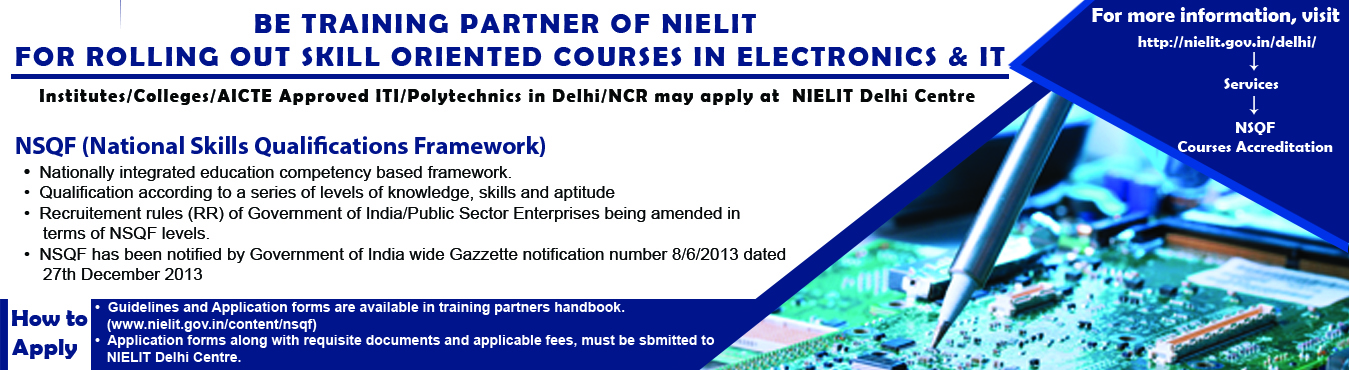 BE TRAINING PARTNER OF NIELIT
FOR ROLLING OUT SKILL ORIENTED COURSES IN ELECTRONICS & IT
Institutes/Colleges/AICTE Approved ITI/Polytechnics in Delhi/NCR may apply at NIELIT Delhi Centre
NSQF (National Skills Qualifications Framework)
• Nationally integrated education competency based framework.
• Qualification according to a series of levels of knowledge, skills and aptitude
• Recruitement rules (RR) of Government of India/Public Sector Enterprises being amended in
terms of NSQF levels.
• NSQF has been notified by Government of India wide Gazzette notification number 8/6/2013 dated
27th December 2013
How to
Apply
• Guidelines and Application forms are available in training partners handbook.
(www.nielit.gov.in/content/nsqf)
• Application forms along with requisite documents and applicable fees, must be sbmitted to
NIELIT Delhi Centre.
For more information, visit
http://nielit.gov.in/delhi/
↓
Services
↓
NSQF
Courses Accreditation